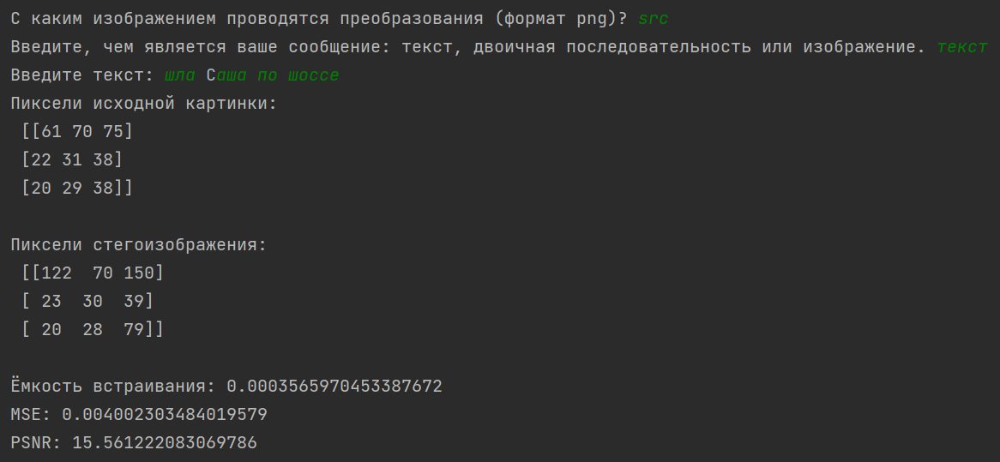 С каким изображением проводятся преобразования (формат png)? src
Введите, чем является ваше сообщение: текст, двоичная последовательность или изображение. текст
Введите текст: шла Саша по шоссе
Пиксели исходной картинки:
[[61 70 75]
[22 31 38]
[20 29 38]]
Пиксели стегоизображения:
[[122  70 150]
[ 23  30  39]
[ 20  28  79]]
Ёмкость встраивания: 0.0003565970453387672
MSE: 0.004002303484019579
PSNR: 15.561222083069786